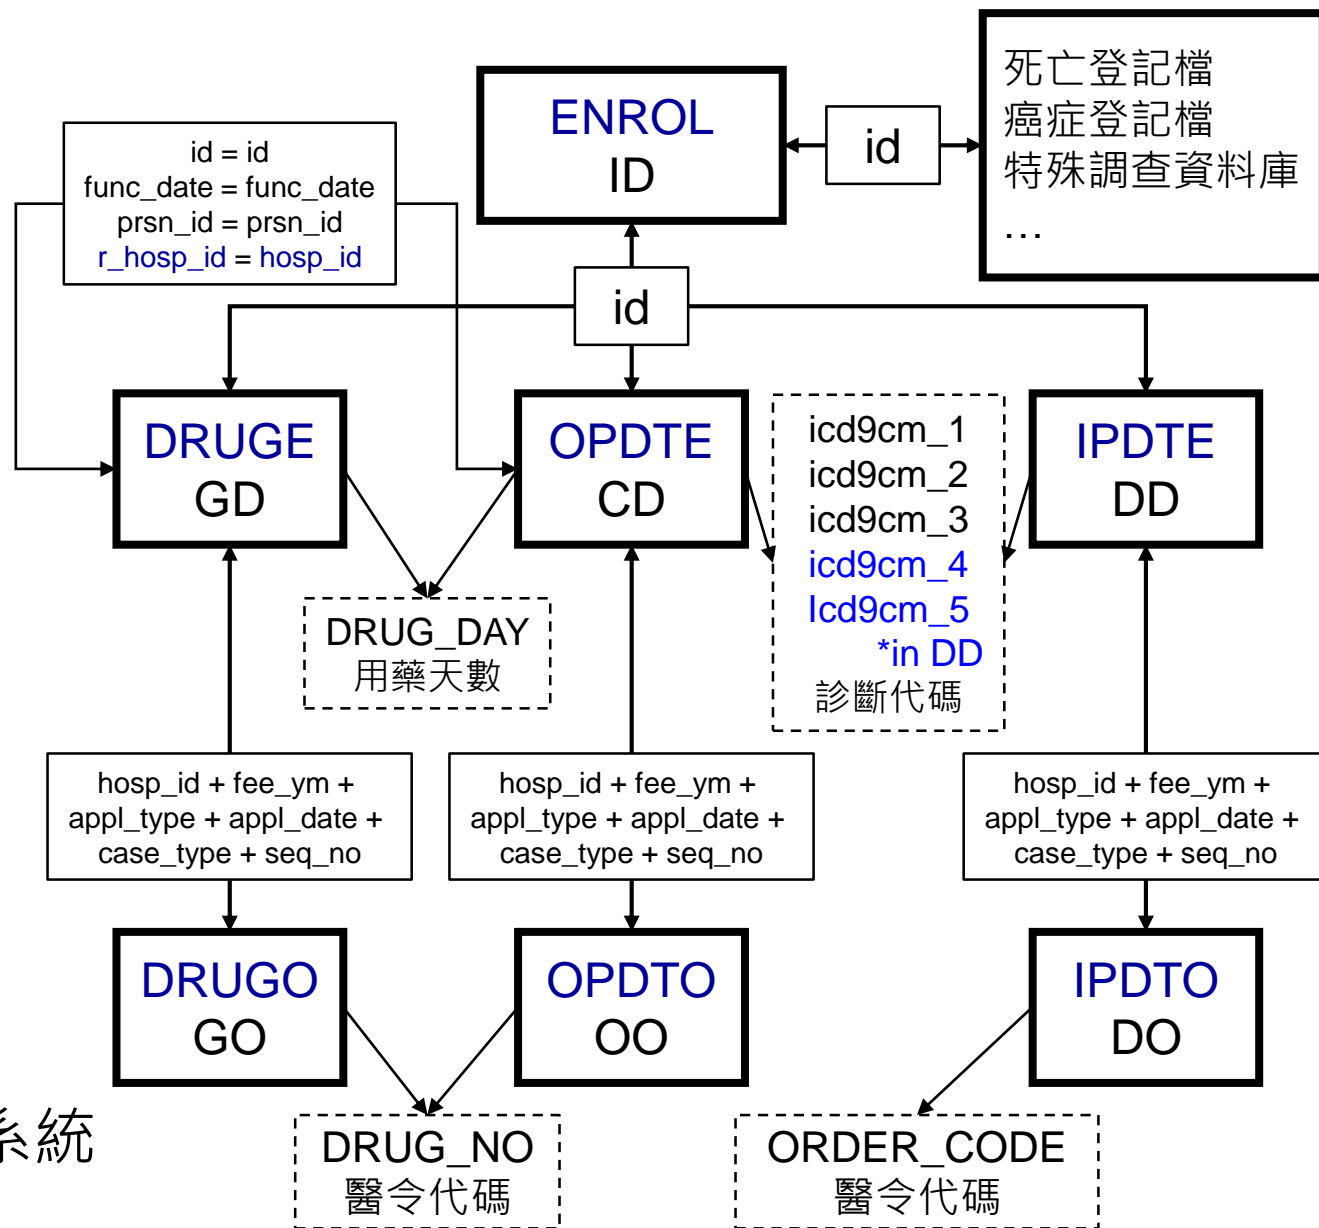 死亡登記檔
癌症登記檔
特殊調查資料庫
…
ENROL
ID
id
id = id
func_date = func_date
prsn_id = prsn_id
r_hosp_id = hosp_id
id
DRUGE
GD
OPDTE
CD
icd9cm_1
icd9cm_2
icd9cm_3
icd9cm_4
Icd9cm_5
*in DD
診斷代碼
IPDTE
DD
DRUG_DAY
用藥天數
hosp_id + fee_ym +
appl_type + appl_date +
case_type + seq_no
hosp_id + fee_ym +
appl_type + appl_date +
case_type + seq_no
hosp_id + fee_ym +
appl_type + appl_date +
case_type + seq_no
DRUGO
GO
OPDTO
OO
IPDTO
DO
系統
DRUG_NO
醫令代碼
ORDER_CODE
醫令代碼